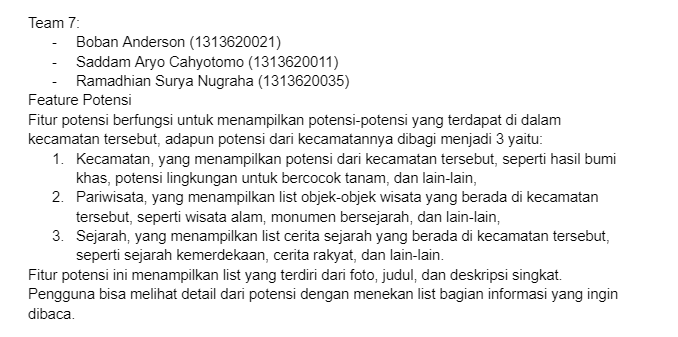 Team 7:
- Boban Anderson (1313620021)
- Saddam Aryo Cahyotomo (1313620011)
- Ramadhian Surya Nugraha (1313620035)
Feature Potensi
Fitur potensi berfungsi untuk menampilkan potensi-potensi yang terdapat di dalam
kecamatan tersebut, adapun potensi dari kecamatannya dibagi menjadi 3 yaitu:
1. Kecamatan, yang menampilkan potensi dari kecamatan tersebut, seperti hasil bumi
khas, potensi lingkungan untuk bercocok tanam, dan lain-lain,
2. Pariwisata, yang menampilkan list objek-objek wisata yang berada di kecamatan
tersebut, seperti wisata alam, monumen bersejarah, dan lain-lain,
3. Sejarah, yang menampilkan list cerita sejarah yang berada di kecamatan tersebut,
seperti sejarah kemerdekaan, cerita rakyat, dan lain-lain.
Fitur potensi ini menampilkan list yang terdiri dari foto, judul, dan deskripsi singkat.
Pengguna bisa melihat detail dari potensi dengan menekan list bagian informasi yang ingin
dibaca.